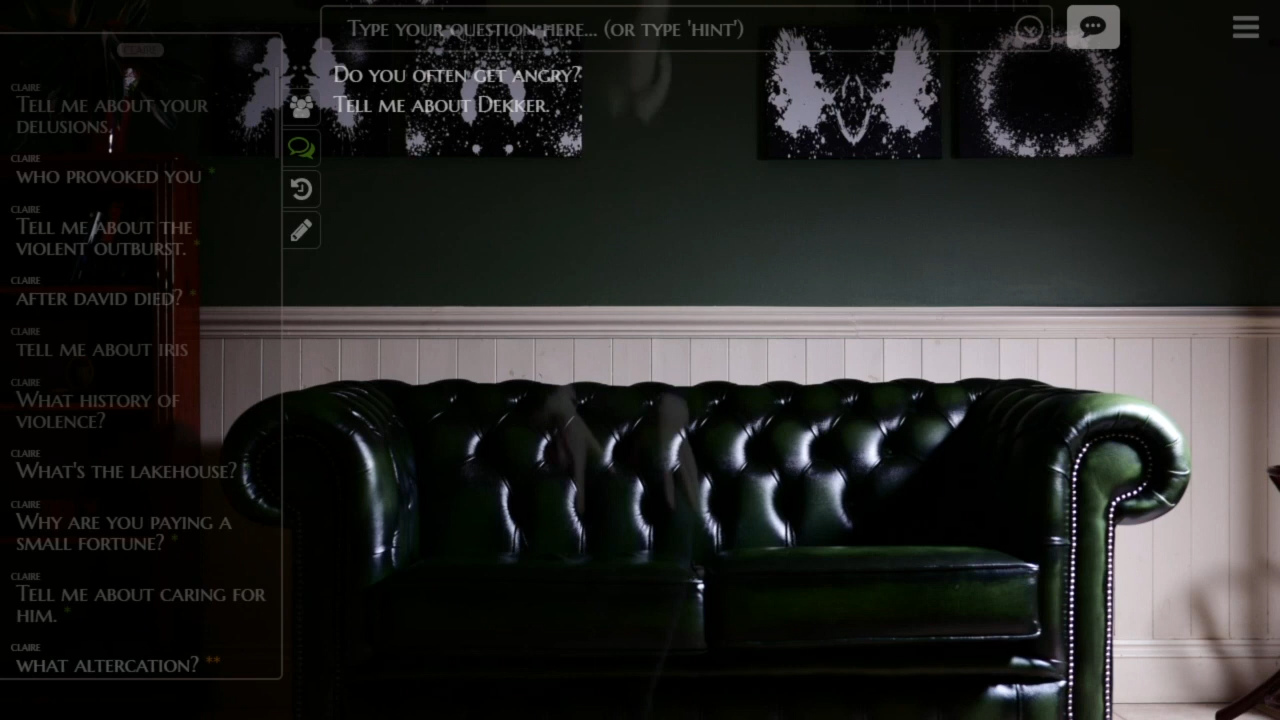 Type your question here... (or type 'hint')
Do you often get angry?
Tell me about Dekker.
CLAIRE
CLAIRE
Tell me about your
delusions.
CLAIRE
who provoked you *
CLAIRE
Tell me about the
violent outburst. *
CLAIRE
after David died? *
CLAIRE
tell me about iris
CLAIRE
What history of
violence?
CLAIRE
What's the lakehouse?
CLAIRE
Why are you paying a
small fortune? *
CLAIRE
Tell me about caring for
him. *
CLAIRE
what altercation? **